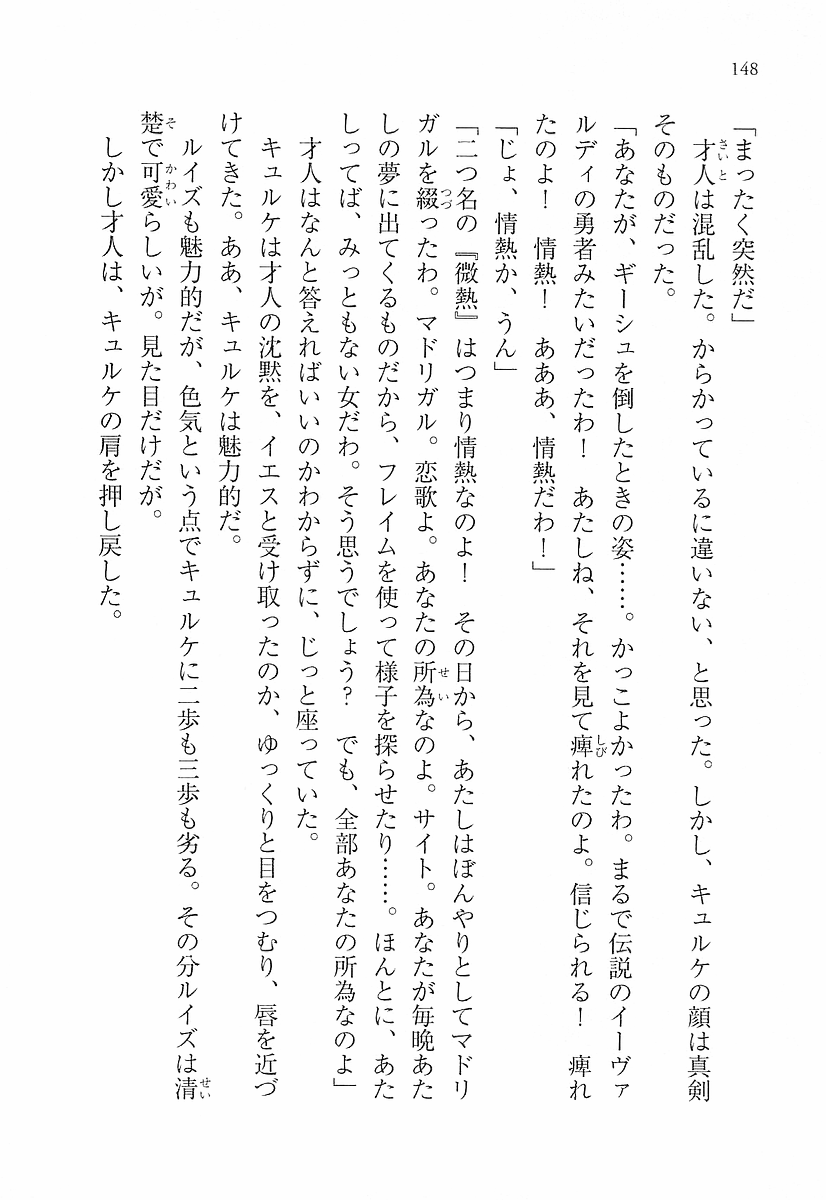 148
「まったく突然だ」
　才人は混乱した。からかっているに違いない、と思った。しかし、キュルケの顔は真剣
そのものだった。
「あなたが、ギーシュを倒したときの姿……。かっこよかったわ。まるで伝説のイーヴァ
ルディの勇者みたいだったわ！　あたしね、それを見て痺れたのよ。信じられる！　痺れ
たのよ！　情熱！　あああ、情熱だわ！」
「じょ、情熱か、うん」
「二つ名の『微熱』はつまり情熱なのよ！　その日から、あたしはぼんやりとしてマドリ
ガルを綴ったわ。マドリガル。恋歌よ。あなたの所為なのよ。サイト。あなたが毎晩あた
しの夢に出てくるものだから、フレイムを使って様子を探らせたり……。ほんとに、あた
しってば、みっともない女だわ。そう思うでしょう？　でも、全部あなたの所為なのよ」
　才人はなんと答えればいいのかわからずに、じっと座っていた。
　キュルケは才人の沈黙を、イエスと受け取ったのか、ゆっくりと目をつむり、唇を近づ
けてきた。ああ、キュルケは魅力的だ。
　ルイズも魅力的だが、色気という点でキュルケに二歩も三歩も劣る。その分ルイズは清
楚で可愛らしいが。見た目だけだが。
　しかし才人は、キュルケの肩を押し戻した。